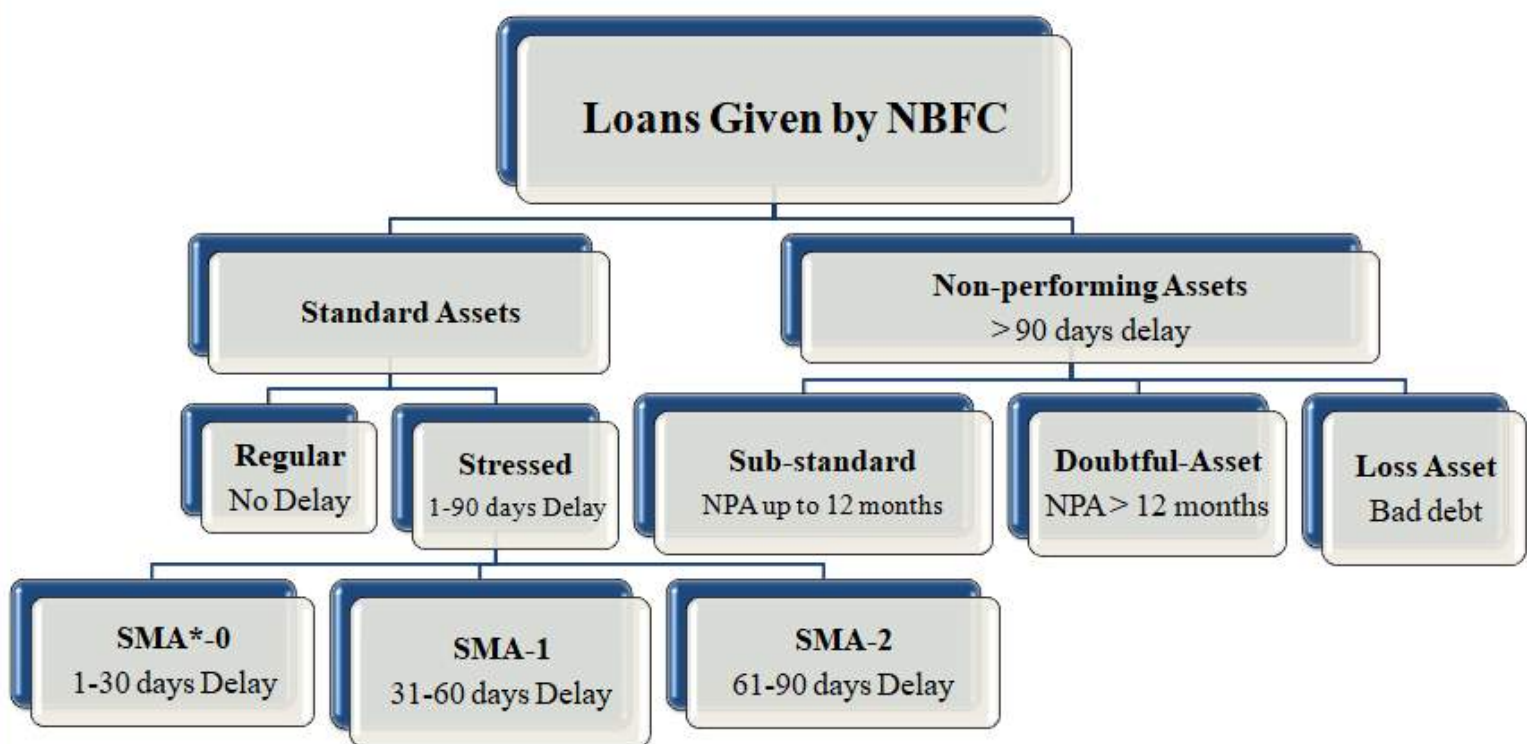 Loans Given by NBFC
Standard Assets
Non-performing Assets
> 90 days delay
Regular
No Delay
Stressed
1-90 days Delay
Sub-standard
NPA up to 12 months
Doubtful-Asset
NPA > 12 months
Loss Asset
Bad debt
SMA*-0
1-30 days Delay
SMA-1
31-60 days Delay
SMA-2
61-90 days Delay